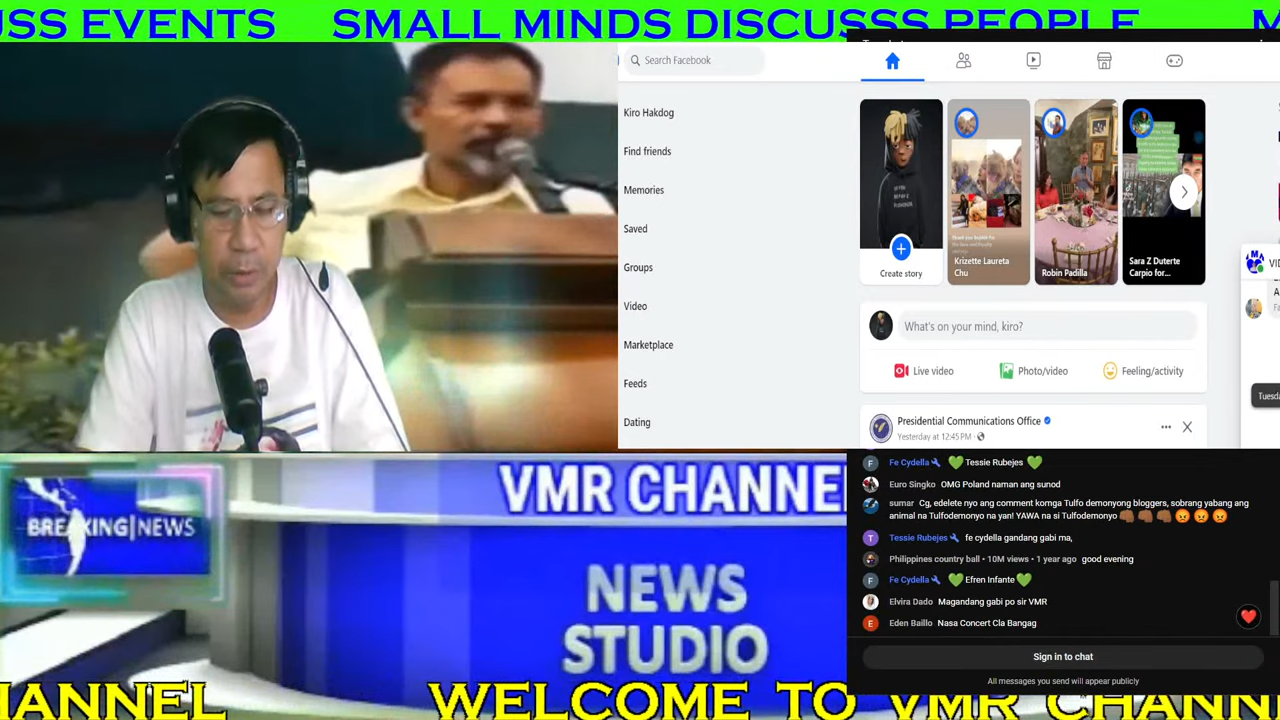 USS EVENTS SMALL MINDS DISCUSSS PEOPLE M
Search Facebook
Kiro Hakdog
Find friends
Memories
Saved
Groups
Video
Marketplace
Feeds
Dating
Create story
Krizette Laureta
Chu
Robin Padilla
Sara Z Duterte
Carpio for...
What's on your mind, kiro?
Live video
Photo/video
Feeling/activity
Presidential Communications Office
Yesterday at 12:45 PM
VID
Tuesda
Fe Cydella 💚 Tessie Rubejes 💚
Euro Singko OMG Poland naman ang sunod
sumar Cg, edelete nyo ang comment komga Tulfo demonyong bloggers, sobrang yabang ang
animal na Tulfodemonyo na yan! YAWA na si Tulfodemonyo 👊🏾👊🏾👊🏾😡😡😡
Tessie Rubejes fe cydella gandang gabi ma,
Philippines country ball • 10M views • 1 year ago good evening
Fe Cydella 💚 Efren Infante 💚
Elvira Dado Magandang gabi po sir VMR
Eden Baillo Nasa Concert Cla Bangag
Sign in to chat
All messages you send will appear publicly
BREAKING|NEWS
VMR CHANNE
NEWS
STUDIO
HANNEL WELCOME TO VMR CHANN